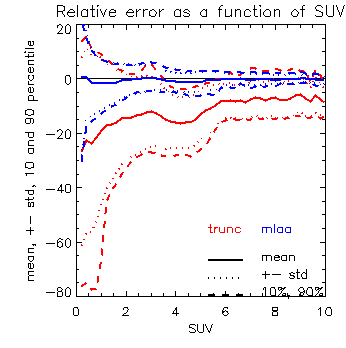 Relative error as a function of SUV
mean, +− std, 10 and 90 percentile
20
0
−20
−40
−60
−80
trunc mlaa
mean
+− std
10%, 90%
0 2 4 6 8 10
SUV